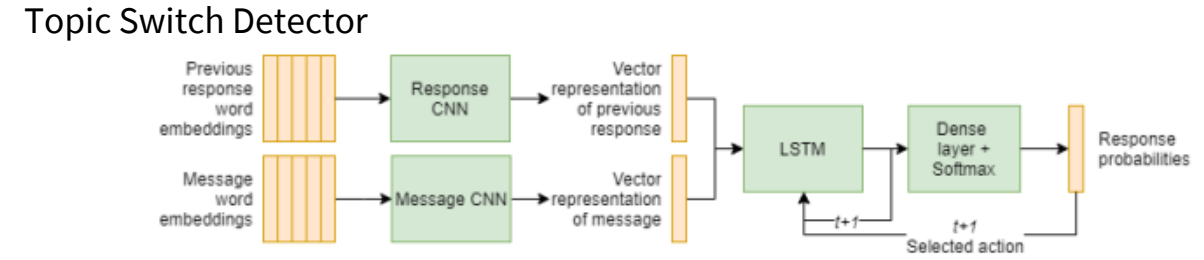 Topic Switch Detector
Previous
response
word
embeddings
Response
CNN
Vector
representation
of previous
response
Message
word
embeddings
Message CNN
Vector
representation
of message
LSTM
Dense
layer +
Softmax
Response
probabilities
t+1
t+1
Selected action